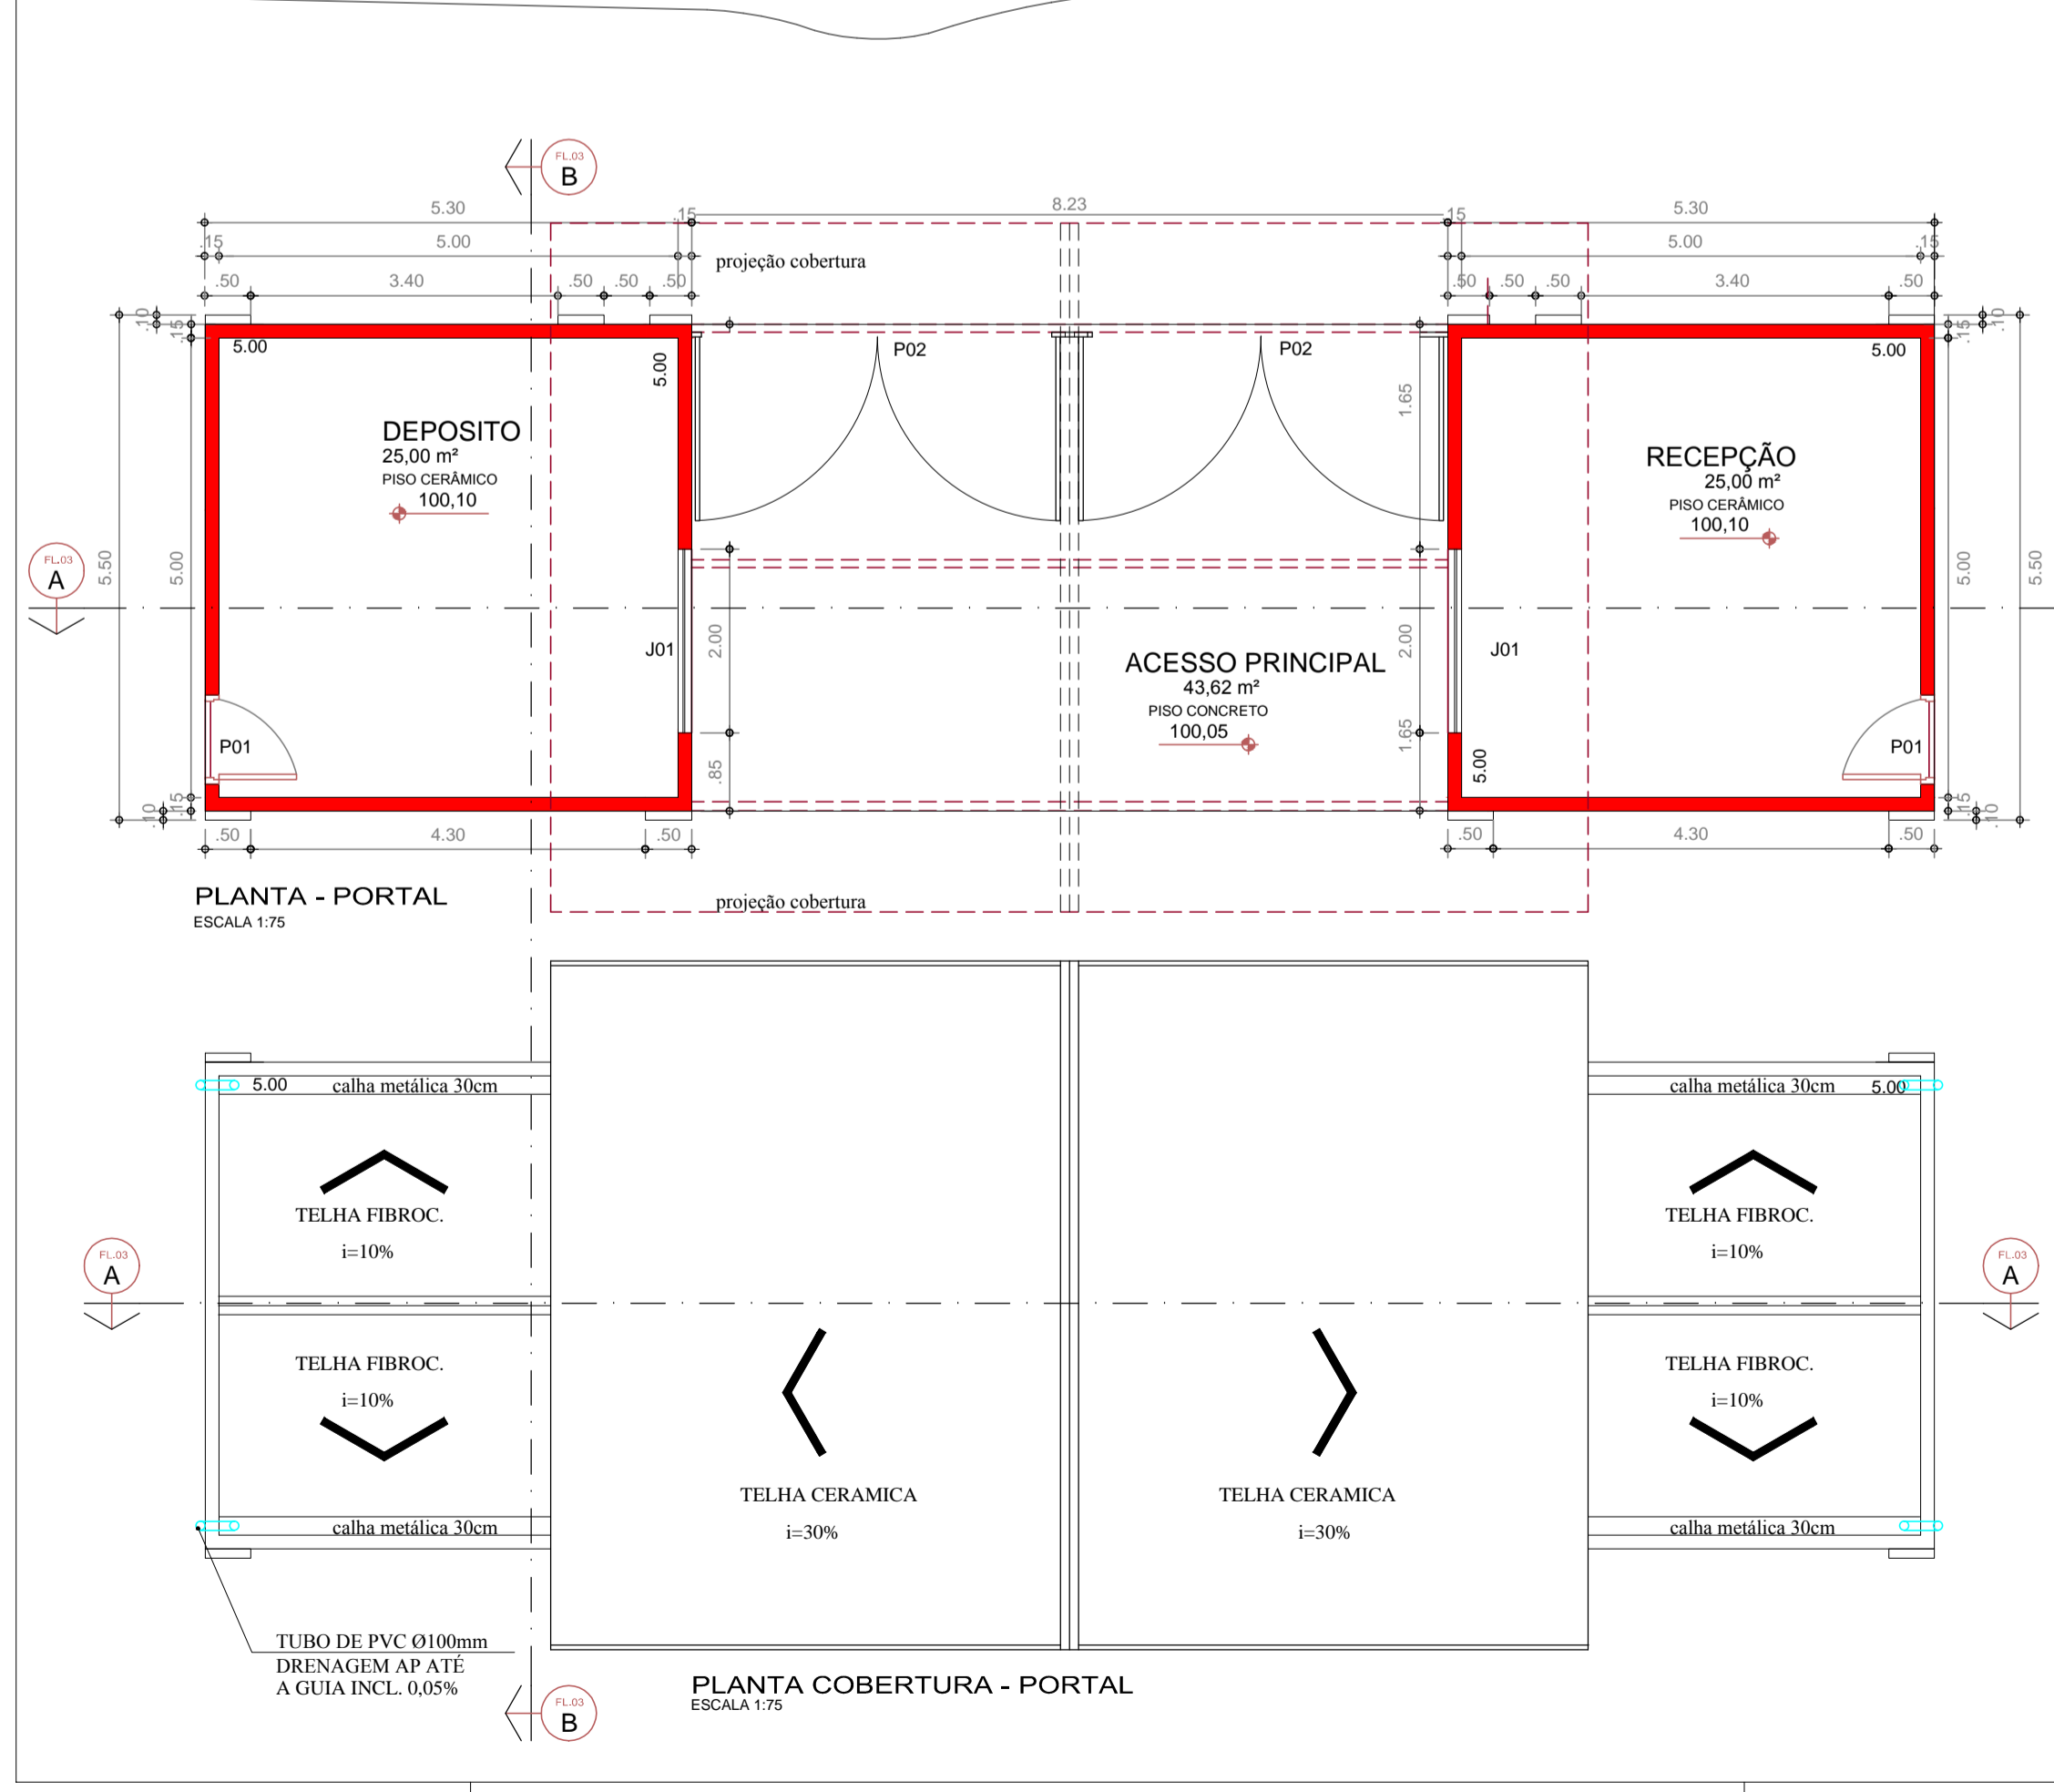 FL.03
B
5.30
.15
8.23
.15
5.30
.15
5.00
5.00
.15
projeção cobertura
.50
3.40
.50
.50
.50
.50
.50
.50
3.40
.50
.10
.15
.15
.10
5.00
5.00
P02
P02
5.00
1.65
DEPOSITO
25,00 m²
PISO CERÂMICO
100,10
RECEPÇÃO
25,00 m²
PISO CERÂMICO
100,10
FL.03
A
5.50
5.00
5.00
5.50
J01
2.00
ACESSO PRINCIPAL
43,62 m²
PISO CONCRETO
100,05
2.00
J01
P01
.85
1.65
5.00
P01
.10
.15
.15
.10
.50
4.30
.50
.50
4.30
.50
PLANTA - PORTAL
ESCALA 1:75
projeção cobertura
5.00
calha metálica 30cm
calha metálica 30cm
5.00
TELHA FIBROC.
i=10%
TELHA FIBROC.
i=10%
FL.03
A
FL.03
A
TELHA FIBROC.
i=10%
TELHA FIBROC.
i=10%
TELHA CERAMICA
i=30%
TELHA CERAMICA
i=30%
calha metálica 30cm
calha metálica 30cm
TUBO DE PVC Ø100mm
DRENAGEM AP ATÉ
A GUIA INCL. 0,05%
PLANTA COBERTURA - PORTAL
ESCALA 1:75
FL.03
B